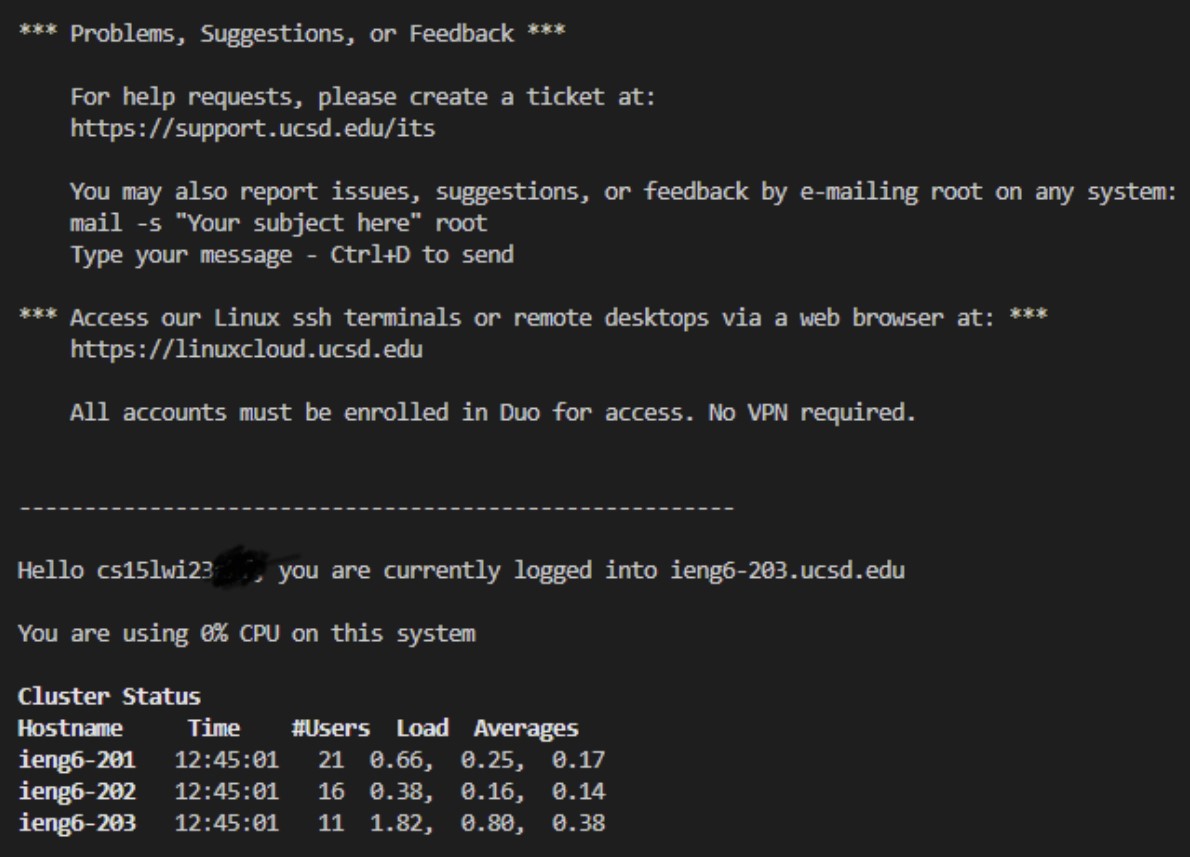 *** Problems, Suggestions, or Feedback ***
For help requests, please create a ticket at:
https://support.ucsd.edu/its
You may also report issues, suggestions, or feedback by e-mailing root on any system:
mail -s "Your subject here" root
Type your message - Ctrl+D to send
*** Access our Linux ssh terminals or remote desktops via a web browser at: ***
https://linuxcloud.ucsd.edu
All accounts must be enrolled in Duo for access. No VPN required.
-------------------------------------------------------
Hello cs15lwi23, you are currently logged into ieng6-203.ucsd.edu
You are using 0% CPU on this system
Cluster Status
Hostname Time #Users Load Averages
ieng6-201 12:45:01 21 0.66, 0.25, 0.17
ieng6-202 12:45:01 16 0.38, 0.16, 0.14
ieng6-203 12:45:01 11 1.82, 0.80, 0.38